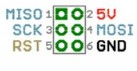 MISO 1 2 5V
SCK 3 4 MOSI
RST 5 6 GND